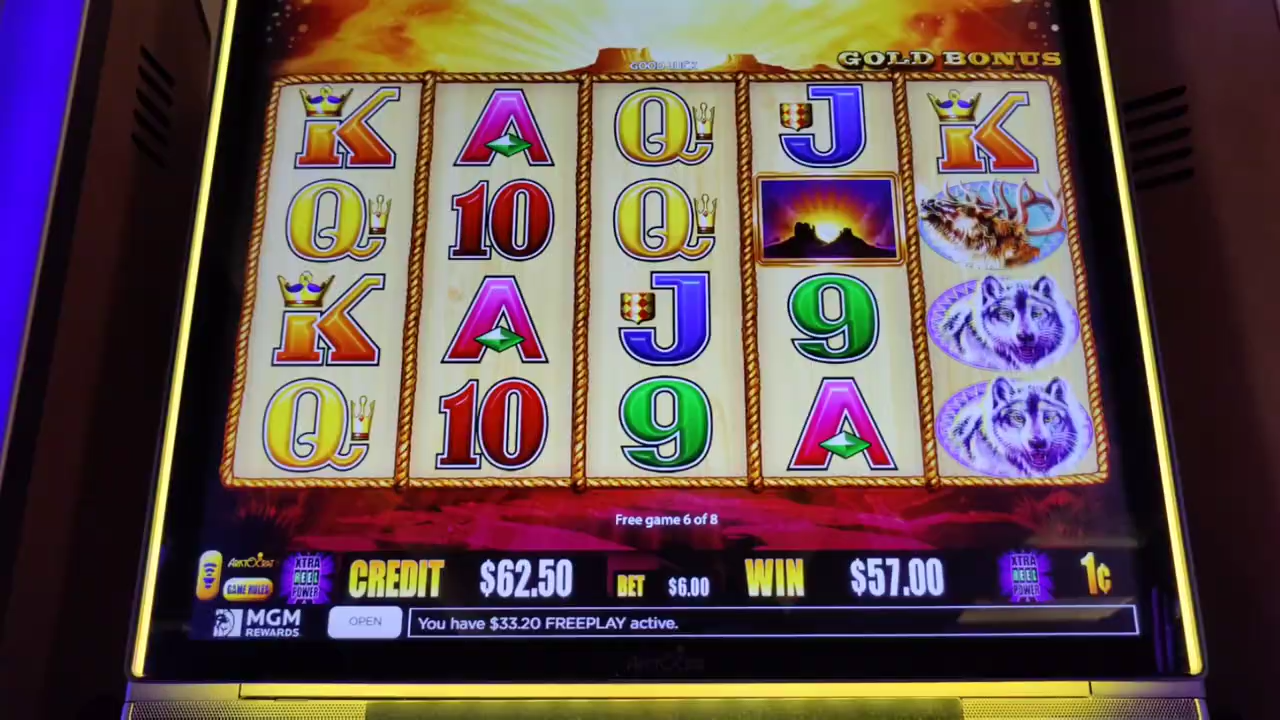 GOOD LUCK
GOLD BONUS
K A Q J K
Q 10 Q
K A J 9
Q 10 9 A
Free game 6 of 8
ARISTOCRAT
GAME RULES
XTRA
REEL
POWER
CREDIT $62.50
BET $6.00
WIN $57.00
XTRA
REEL
POWER
1¢
MGM
REWARDS
OPEN
You have $33.20 FREEPLAY active.
ARISTOCRAT